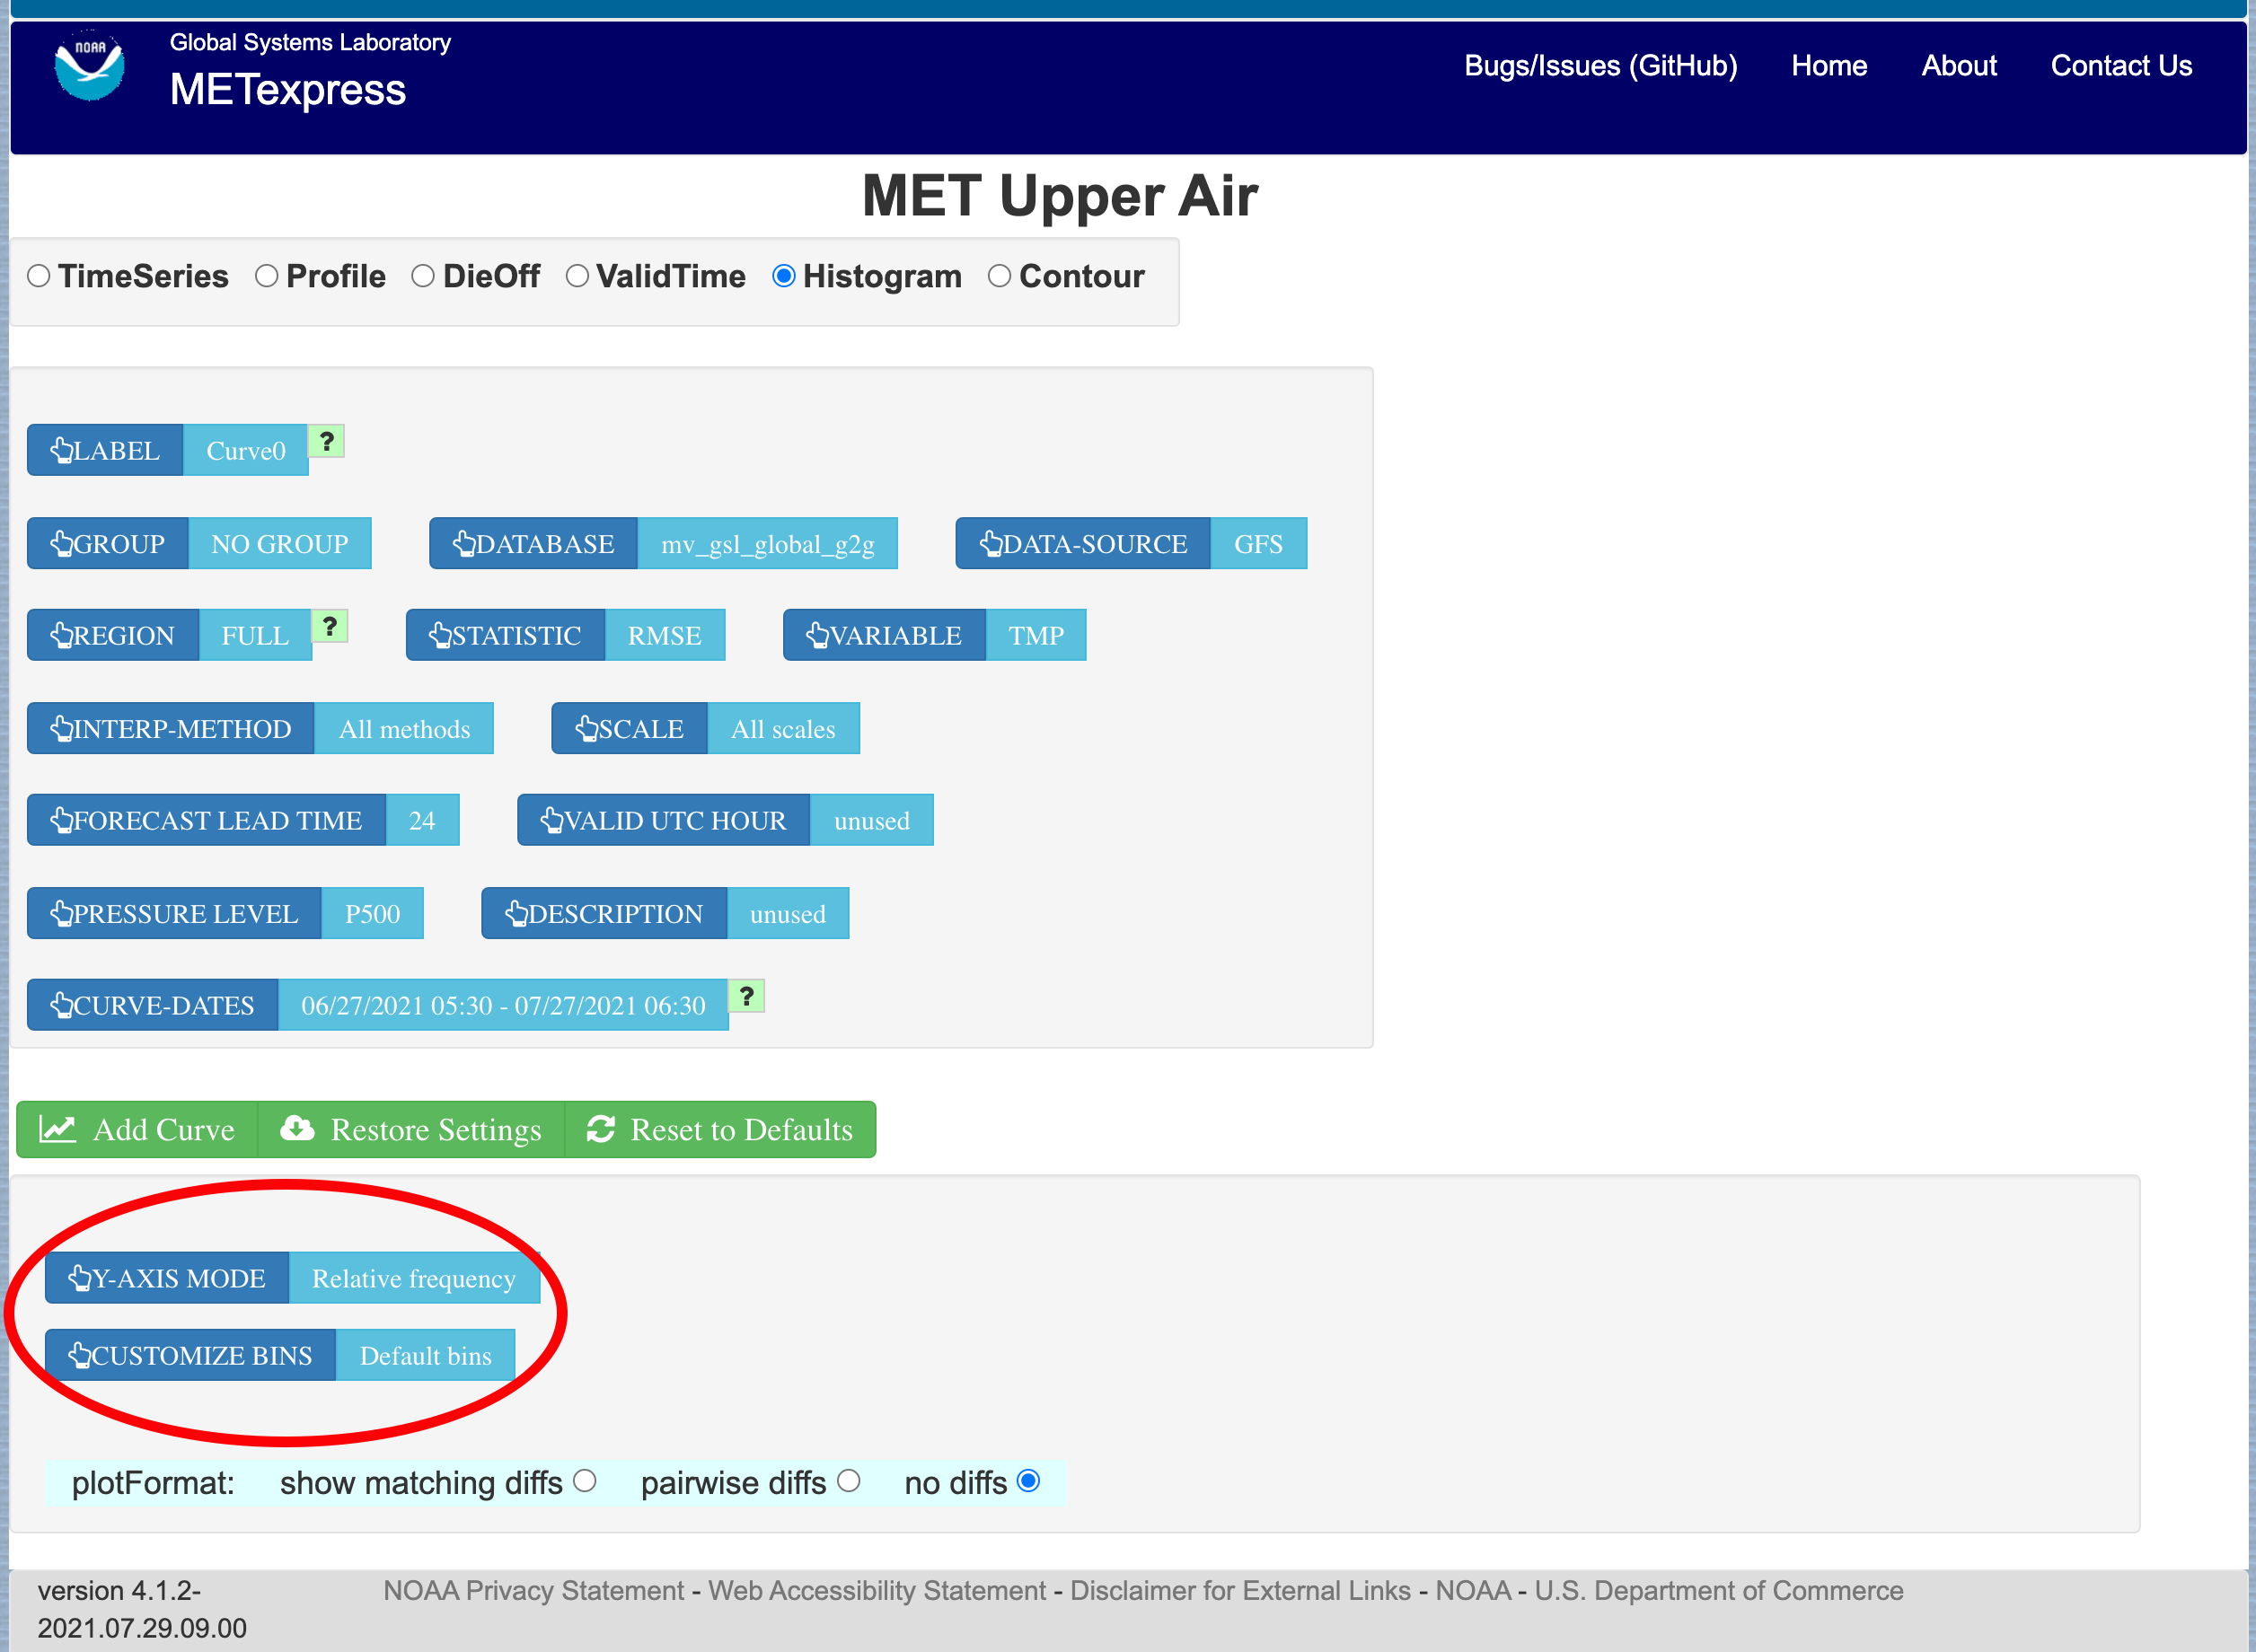 NOAA
Global Systems Laboratory
METexpress
Bugs/Issues (GitHub) Home About Contact Us
MET Upper Air
TimeSeries Profile DieOff ValidTime Histogram Contour
LABEL Curve0 ?
GROUP NO GROUP DATABASE mv_gsl_global_g2g DATA-SOURCE GFS
REGION FULL ? STATISTIC RMSE VARIABLE TMP
INTERP-METHOD All methods SCALE All scales
FORECAST LEAD TIME 24 VALID UTC HOUR unused
PRESSURE LEVEL P500 DESCRIPTION unused
CURVE-DATES 06/27/2021 05:30 - 07/27/2021 06:30 ?
Add Curve Restore Settings Reset to Defaults
Y-AXIS MODE Relative frequency
CUSTOMIZE BINS Default bins
plotFormat: show matching diffs pairwise diffs no diffs
version 4.1.2-
2021.07.29.09.00
NOAA Privacy Statement - Web Accessibility Statement - Disclaimer for External Links - NOAA - U.S. Department of Commerce